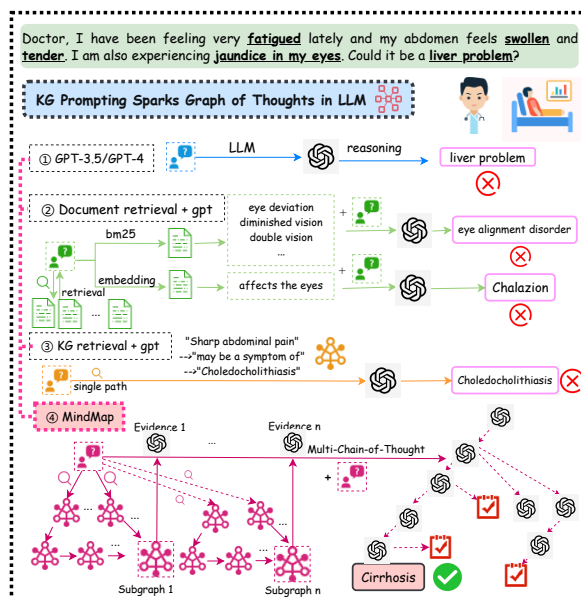 Doctor, I have been feeling very fatigued lately and my abdomen feels swollen and
tender. I am also experiencing jaundice in my eyes. Could it be a liver problem?
KG Prompting Sparks Graph of Thoughts in LLM
① GPT-3.5/GPT-4
LLM
reasoning
liver problem
② Document retrieval + gpt
bm25
eye deviation
diminished vision
double vision
...
+
eye alignment disorder
embedding
affects the eyes
+
Chalazion
retrieval
...
③ KG retrieval + gpt
"Sharp abdominal pain"
-->"may be a symptom of"
-->"Choledocholithiasis"
single path
Choledocholithiasis
④ MindMap
Evidence 1
...
Evidence n
Multi-Chain-of-Thought
+
...
...
...
...
...
...
Subgraph 1
Subgraph n
...
Cirrhosis